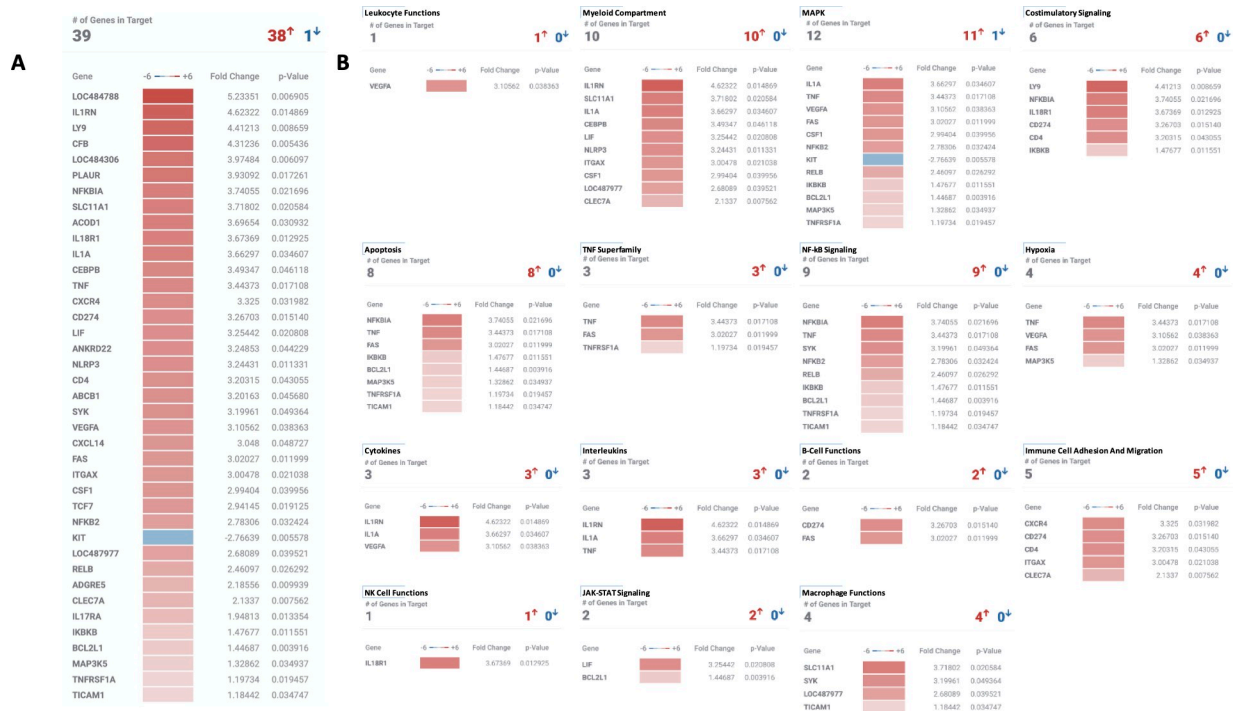 A
# of Genes in Target
39 38↑ 1↓
Gene -6 +6 Fold Change p-Value
LOC484788 5.23351 0.006905
IL1RN 4.62322 0.014869
LY9 4.41213 0.008659
CFB 4.31236 0.005436
LOC484306 3.97484 0.006097
PLAUR 3.93092 0.017261
NFKBIA 3.74055 0.021696
SLC11A1 3.71802 0.020584
ACOD1 3.69654 0.030932
IL18R1 3.67369 0.012925
IL1A 3.66297 0.034607
CEBPB 3.49347 0.046118
TNF 3.44373 0.017108
CXCR4 3.325 0.031982
CD274 3.26703 0.015140
LIF 3.25442 0.020808
ANKRD22 3.24853 0.044229
NLRP3 3.24431 0.011331
CD4 3.20315 0.043055
ABCB1 3.20163 0.045680
SYK 3.19961 0.049364
VEGFA 3.10562 0.038363
CXCL14 3.048 0.048727
FAS 3.02027 0.011999
ITGAX 3.00478 0.021038
CSF1 2.99404 0.039956
TCF7 2.94145 0.019125
NFKB2 2.78306 0.032424
KIT -2.76639 0.005578
LOC487977 2.68089 0.039521
RELB 2.46097 0.026292
ADGRE5 2.18556 0.009939
CLEC7A 2.1337 0.007562
IL17RA 1.94813 0.013354
IKBKB 1.47677 0.011551
BCL2L1 1.44687 0.003916
MAP3K5 1.32862 0.034937
TNFRSF1A 1.19734 0.019457
TICAM1 1.18442 0.034747
B
Leukocyte Functions
# of Genes in Target
1 1↑ 0↓
Gene -6 +6 Fold Change p-Value
VEGFA 3.10562 0.038363
Myeloid Compartment
# of Genes in Target
10 10↑ 0↓
Gene -6 +6 Fold Change p-Value
IL1RN 4.62322 0.014869
SLC11A1 3.71802 0.020584
IL1A 3.66297 0.034607
CEBPB 3.49347 0.046118
LIF 3.25442 0.020808
NLRP3 3.24431 0.011331
ITGAX 3.00478 0.021038
CSF1 2.99404 0.039956
LOC487977 2.68089 0.039521
CLEC7A 2.1337 0.007562
MAPK
# of Genes in Target
12 11↑ 1↓
Gene -6 +6 Fold Change p-Value
IL1A 3.66297 0.034607
TNF 3.44373 0.017108
VEGFA 3.10562 0.038363
FAS 3.02027 0.011999
CSF1 2.99404 0.039956
NFKB2 2.78306 0.032424
KIT -2.76639 0.005578
RELB 2.46097 0.026292
IKBKB 1.47677 0.011551
BCL2L1 1.44687 0.003916
MAP3K5 1.32862 0.034937
TNFRSF1A 1.19734 0.019457
Costimulatory Signaling
# of Genes in Target
6 6↑ 0↓
Gene -6 +6 Fold Change p-Value
LY9 4.41213 0.008659
NFKBIA 3.74055 0.021696
IL18R1 3.67369 0.012925
CD274 3.26703 0.015140
CD4 3.20315 0.043055
IKBKB 1.47677 0.011551
Apoptosis
# of Genes in Target
8 8↑ 0↓
Gene -6 +6 Fold Change p-Value
NFKBIA 3.74055 0.021696
TNF 3.44373 0.017108
FAS 3.02027 0.011999
IKBKB 1.47677 0.011551
BCL2L1 1.44687 0.003916
MAP3K5 1.32862 0.034937
TNFRSF1A 1.19734 0.019457
TICAM1 1.18442 0.034747
TNF Superfamily
# of Genes in Target
3 3↑ 0↓
Gene -6 +6 Fold Change p-Value
TNF 3.44373 0.017108
FAS 3.02027 0.011999
TNFRSF1A 1.19734 0.019457
NF-kB Signaling
# of Genes in Target
9 9↑ 0↓
Gene -6 +6 Fold Change p-Value
NFKBIA 3.74055 0.021696
TNF 3.44373 0.017108
SYK 3.19961 0.049364
NFKB2 2.78306 0.032424
RELB 2.46097 0.026292
IKBKB 1.47677 0.011551
BCL2L1 1.44687 0.003916
TNFRSF1A 1.19734 0.019457
TICAM1 1.18442 0.034747
Hypoxia
# of Genes in Target
4 4↑ 0↓
Gene -6 +6 Fold Change p-Value
TNF 3.44373 0.017108
VEGFA 3.10562 0.038363
FAS 3.02027 0.011999
MAP3K5 1.32862 0.034937
Cytokines
# of Genes in Target
3 3↑ 0↓
Gene -6 +6 Fold Change p-Value
IL1RN 4.62322 0.014869
IL1A 3.66297 0.034607
VEGFA 3.10562 0.038363
Interleukins
# of Genes in Target
3 3↑ 0↓
Gene -6 +6 Fold Change p-Value
IL1RN 4.62322 0.014869
IL1A 3.66297 0.034607
TNF 3.44373 0.017108
B-Cell Functions
# of Genes in Target
2 2↑ 0↓
Gene -6 +6 Fold Change p-Value
CD274 3.26703 0.015140
FAS 3.02027 0.011999
Immune Cell Adhesion And Migration
# of Genes in Target
5 5↑ 0↓
Gene -6 +6 Fold Change p-Value
CXCR4 3.325 0.031982
CD274 3.26703 0.015140
CD4 3.20315 0.043055
ITGAX 3.00478 0.021038
CLEC7A 2.1337 0.007562
NK Cell Functions
# of Genes in Target
1 1↑ 0↓
Gene -6 +6 Fold Change p-Value
IL18R1 3.67369 0.012925
JAK-STAT Signaling
# of Genes in Target
2 2↑ 0↓
Gene -6 +6 Fold Change p-Value
LIF 3.25442 0.020808
BCL2L1 1.44687 0.003916
Macrophage Functions
# of Genes in Target
4 4↑ 0↓
Gene -6 +6 Fold Change p-Value
SLC11A1 3.71802 0.020584
SYK 3.19961 0.049364
LOC487977 2.68089 0.039521
TICAM1 1.18442 0.034747